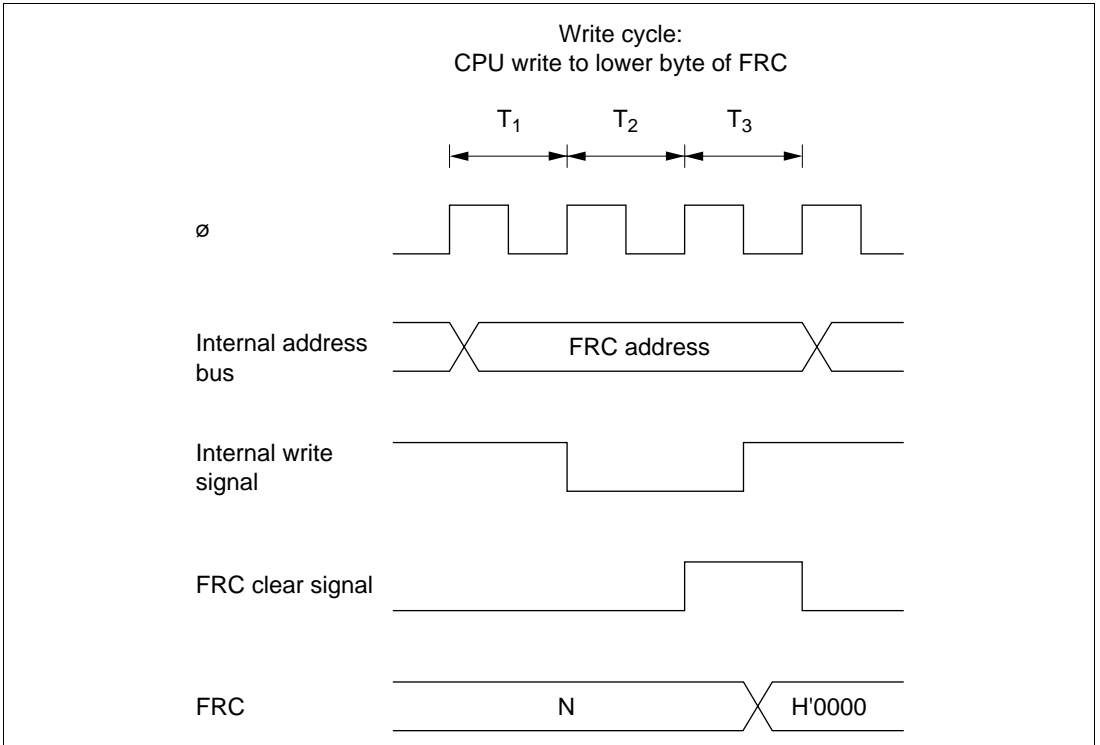 Write cycle:
CPU write to lower byte of FRC
T1 T2 T3
ø
Internal address
bus
FRC address
Internal write
signal
FRC clear signal
FRC
N
H'0000